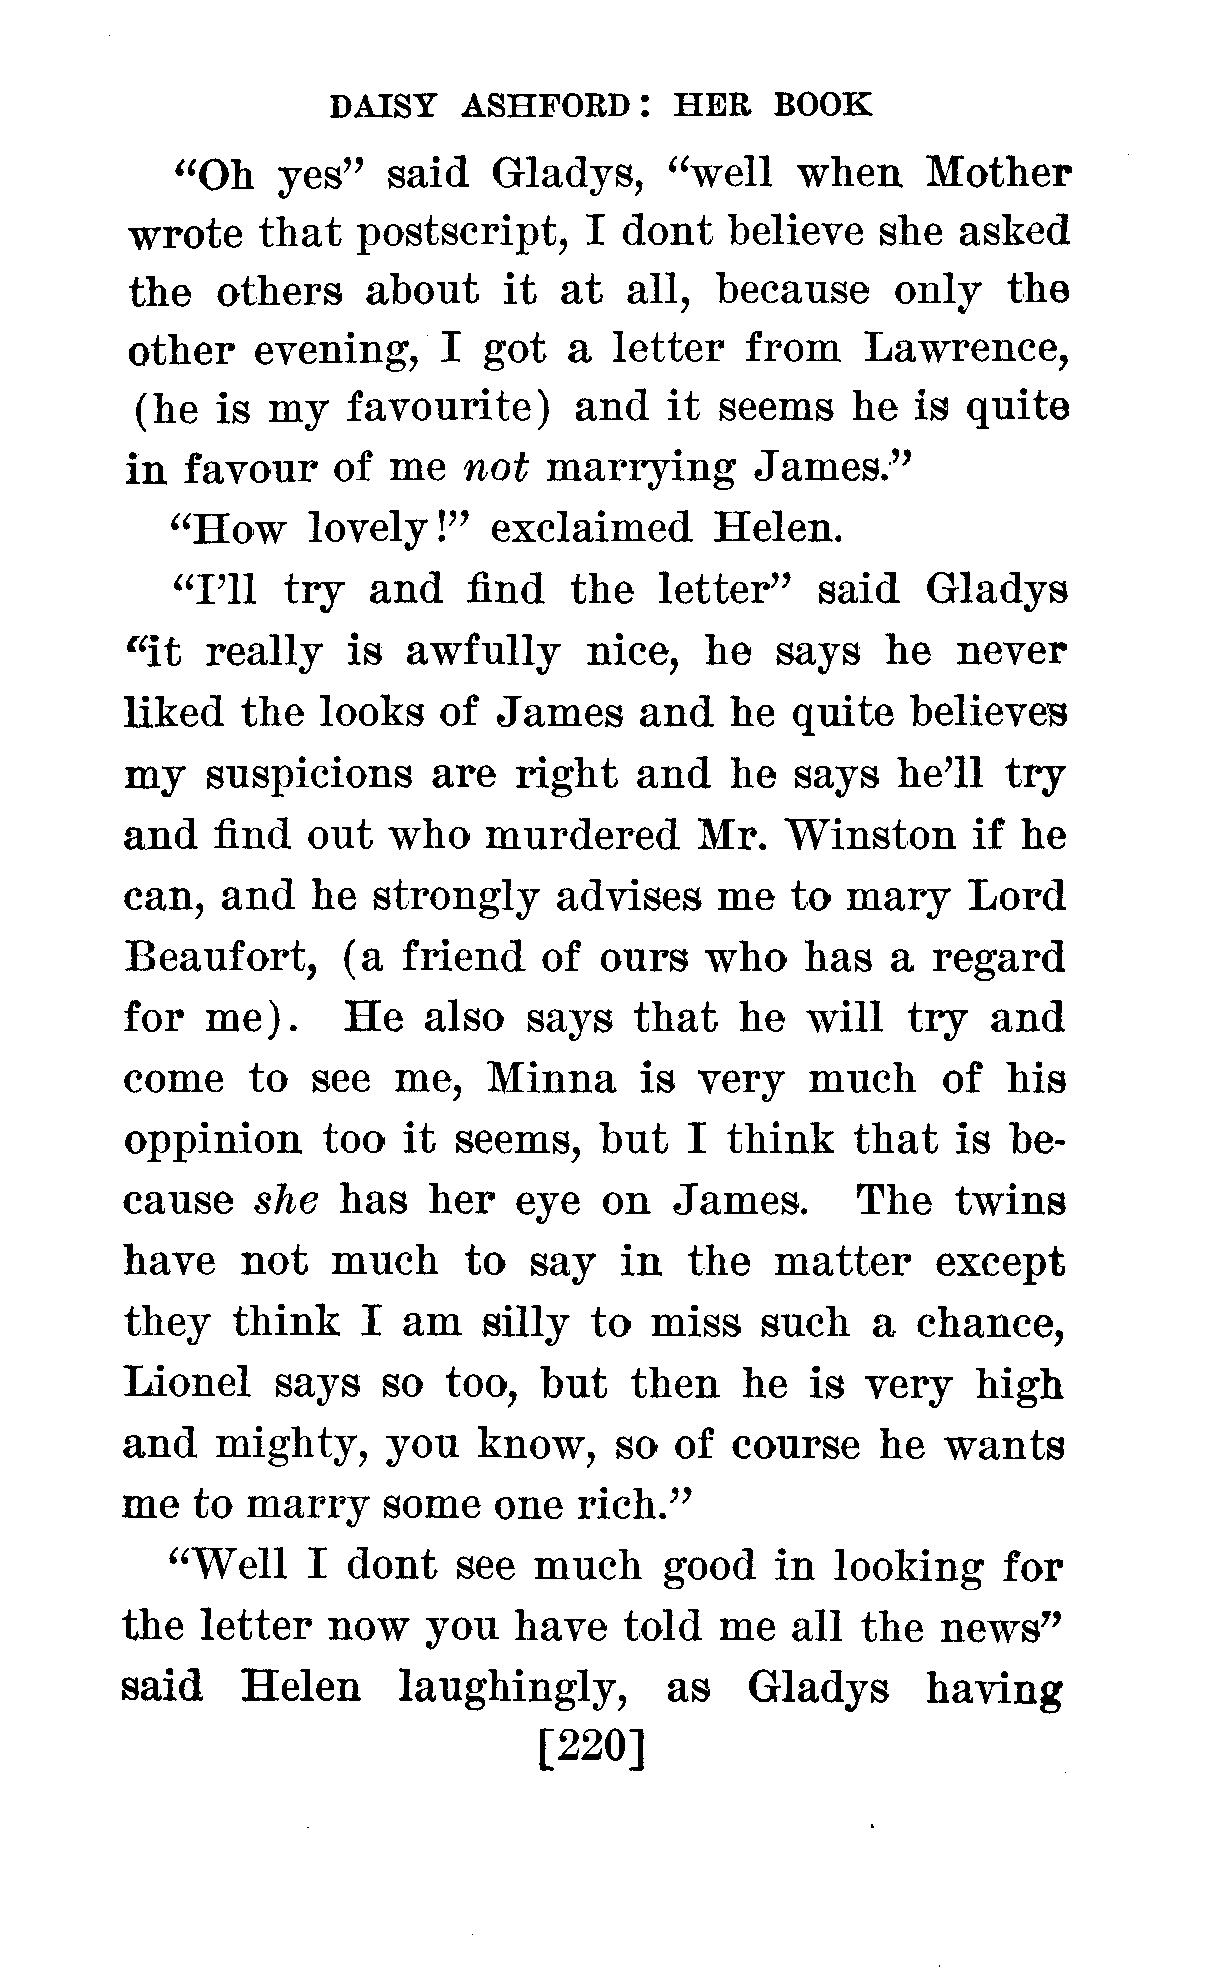 DAISY ASHFORD: HER BOOK
“Oh yes” said Gladys, “well when Mother
wrote that postscript, I dont believe she asked
the others about it at all, because only the
other evening, I got a letter from Lawrence,
(he is my favourite) and it seems he is quite
in favour of me not marrying James.”
“How lovely!” exclaimed Helen.
“I’ll try and find the letter” said Gladys
“it really is awfully nice, he says he never
liked the looks of James and he quite believes
my suspicions are right and he says he’ll try
and find out who murdered Mr. Winston if he
can, and he strongly advises me to mary Lord
Beaufort, (a friend of ours who has a regard
for me). He also says that he will try and
come to see me, Minna is very much of his
oppinion too it seems, but I think that is be-
cause she has her eye on James. The twins
have not much to say in the matter except
they think I am silly to miss such a chance,
Lionel says so too, but then he is very high
and mighty, you know, so of course he wants
me to marry some one rich.”
“Well I dont see much good in looking for
the letter now you have told me all the news”
said Helen laughingly, as Gladys having
[220]